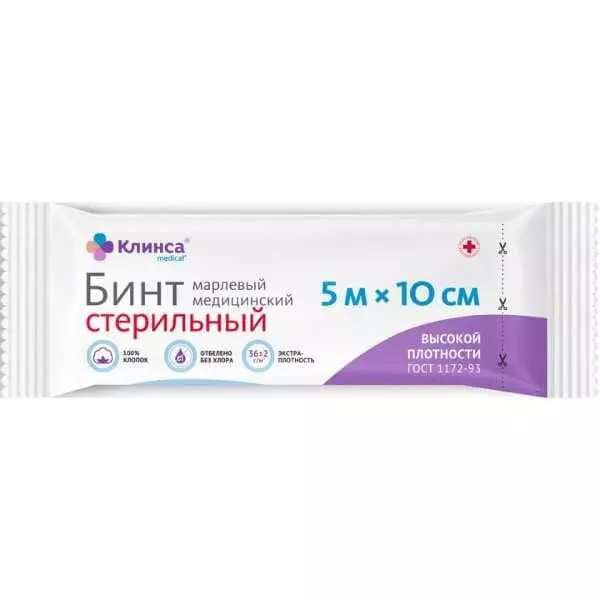 Клинса®
medical®
Бинт
марлевый
медицинский
стерильный
5 м × 10 см
100%
ХЛОПОК
ОТБЕЛЕНО
БЕЗ ХЛОРА
36±2
г/м²
ЭКСТРА-
ПЛОТНОСТЬ
ВЫСОКОЙ
ПЛОТНОСТИ
ГОСТ 1172-93